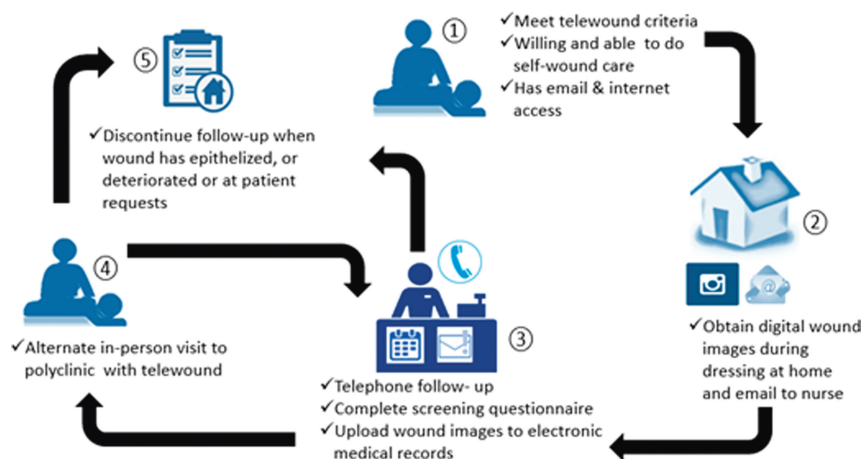 ①
✓Meet telewound criteria
✓Willing and able to do
self-wound care
✓Has email & internet
access
②
@
✓Obtain digital wound
images during
dressing at home
and email to nurse
③
✓Telephone follow- up
✓Complete screening questionnaire
✓Upload wound images to electronic
medical records
④
✓Alternate in-person visit to
polyclinic with telewound
⑤
✓Discontinue follow-up when
wound has epithelized, or
deteriorated or at patient
requests